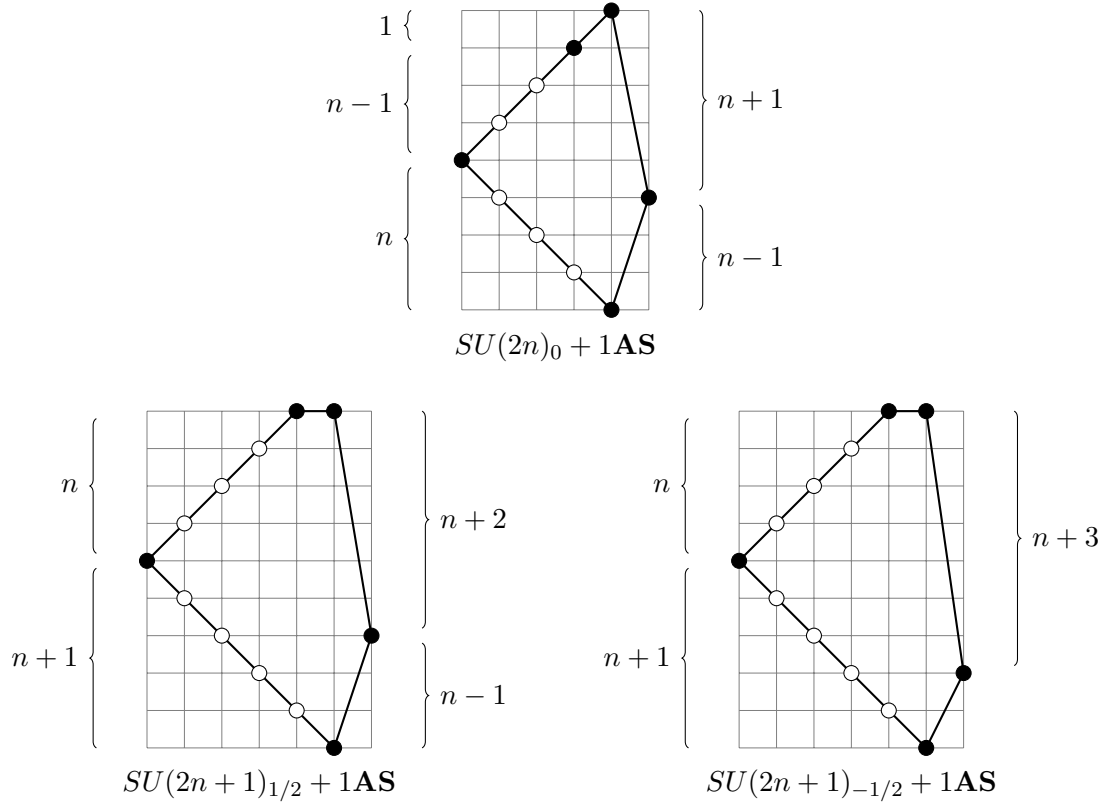 1
n − 1
n + 1
n
n − 1
SU(2n)₀ + 1AS
n
n + 2
n
n + 3
n + 1
n + 1
n − 1
SU(2n + 1)₁/₂ + 1AS
SU(2n + 1)₋₁/₂ + 1AS